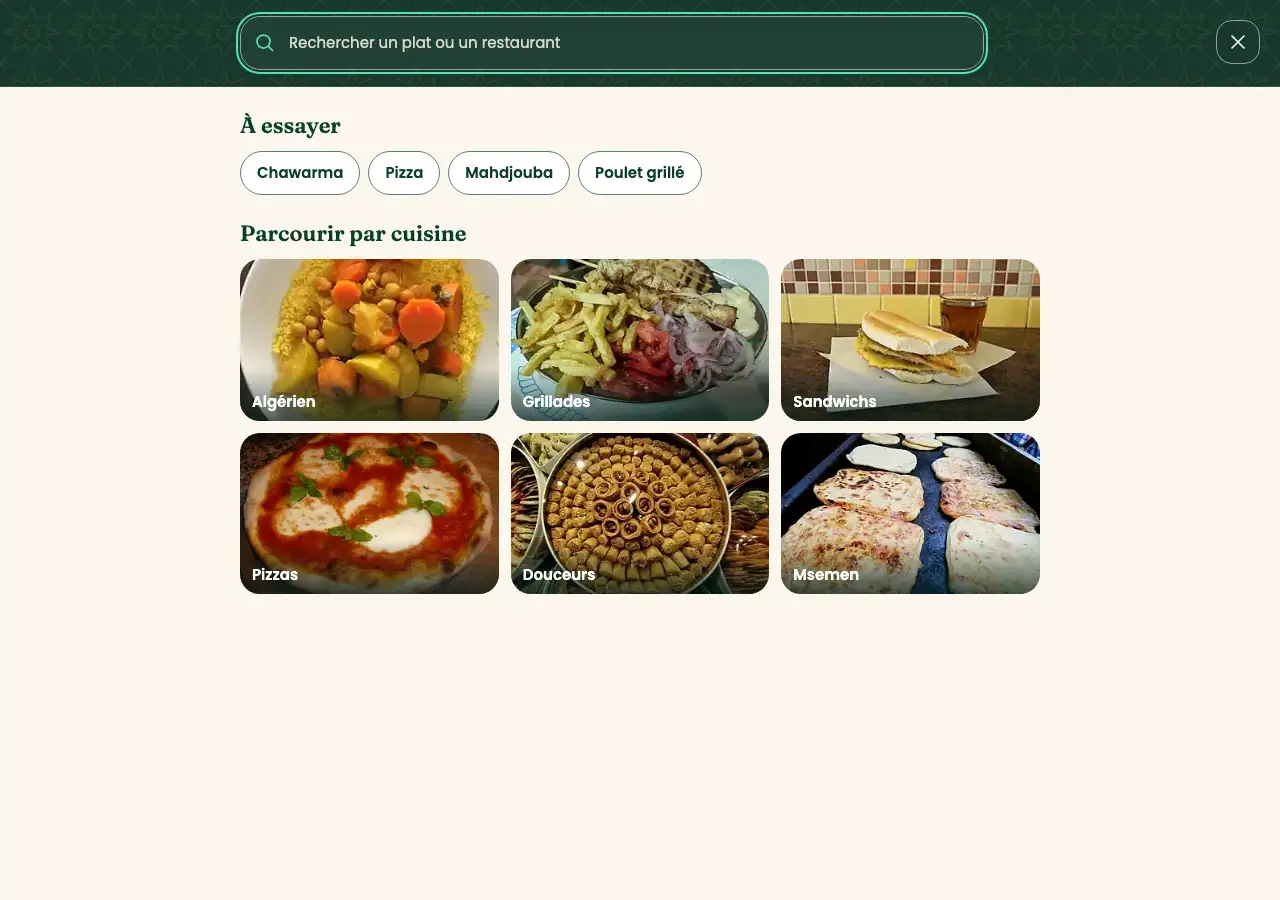 Rechercher un plat ou un restaurant
À essayer
Chawarma Pizza Mahdjouba Poulet grillé
Parcourir par cuisine
Algérien Grillades Sandwichs
Pizzas Douceurs Msemen